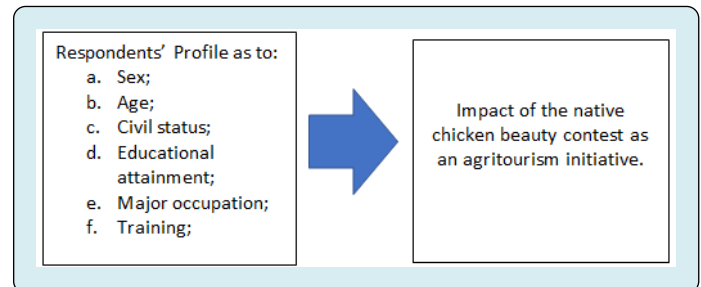 Respondents' Profile as to:
a. Sex;
b. Age;
c. Civil status;
d. Educational
attainment;
e. Major occupation;
f. Training;
Impact of the native
chicken beauty contest as
an agritourism initiative.